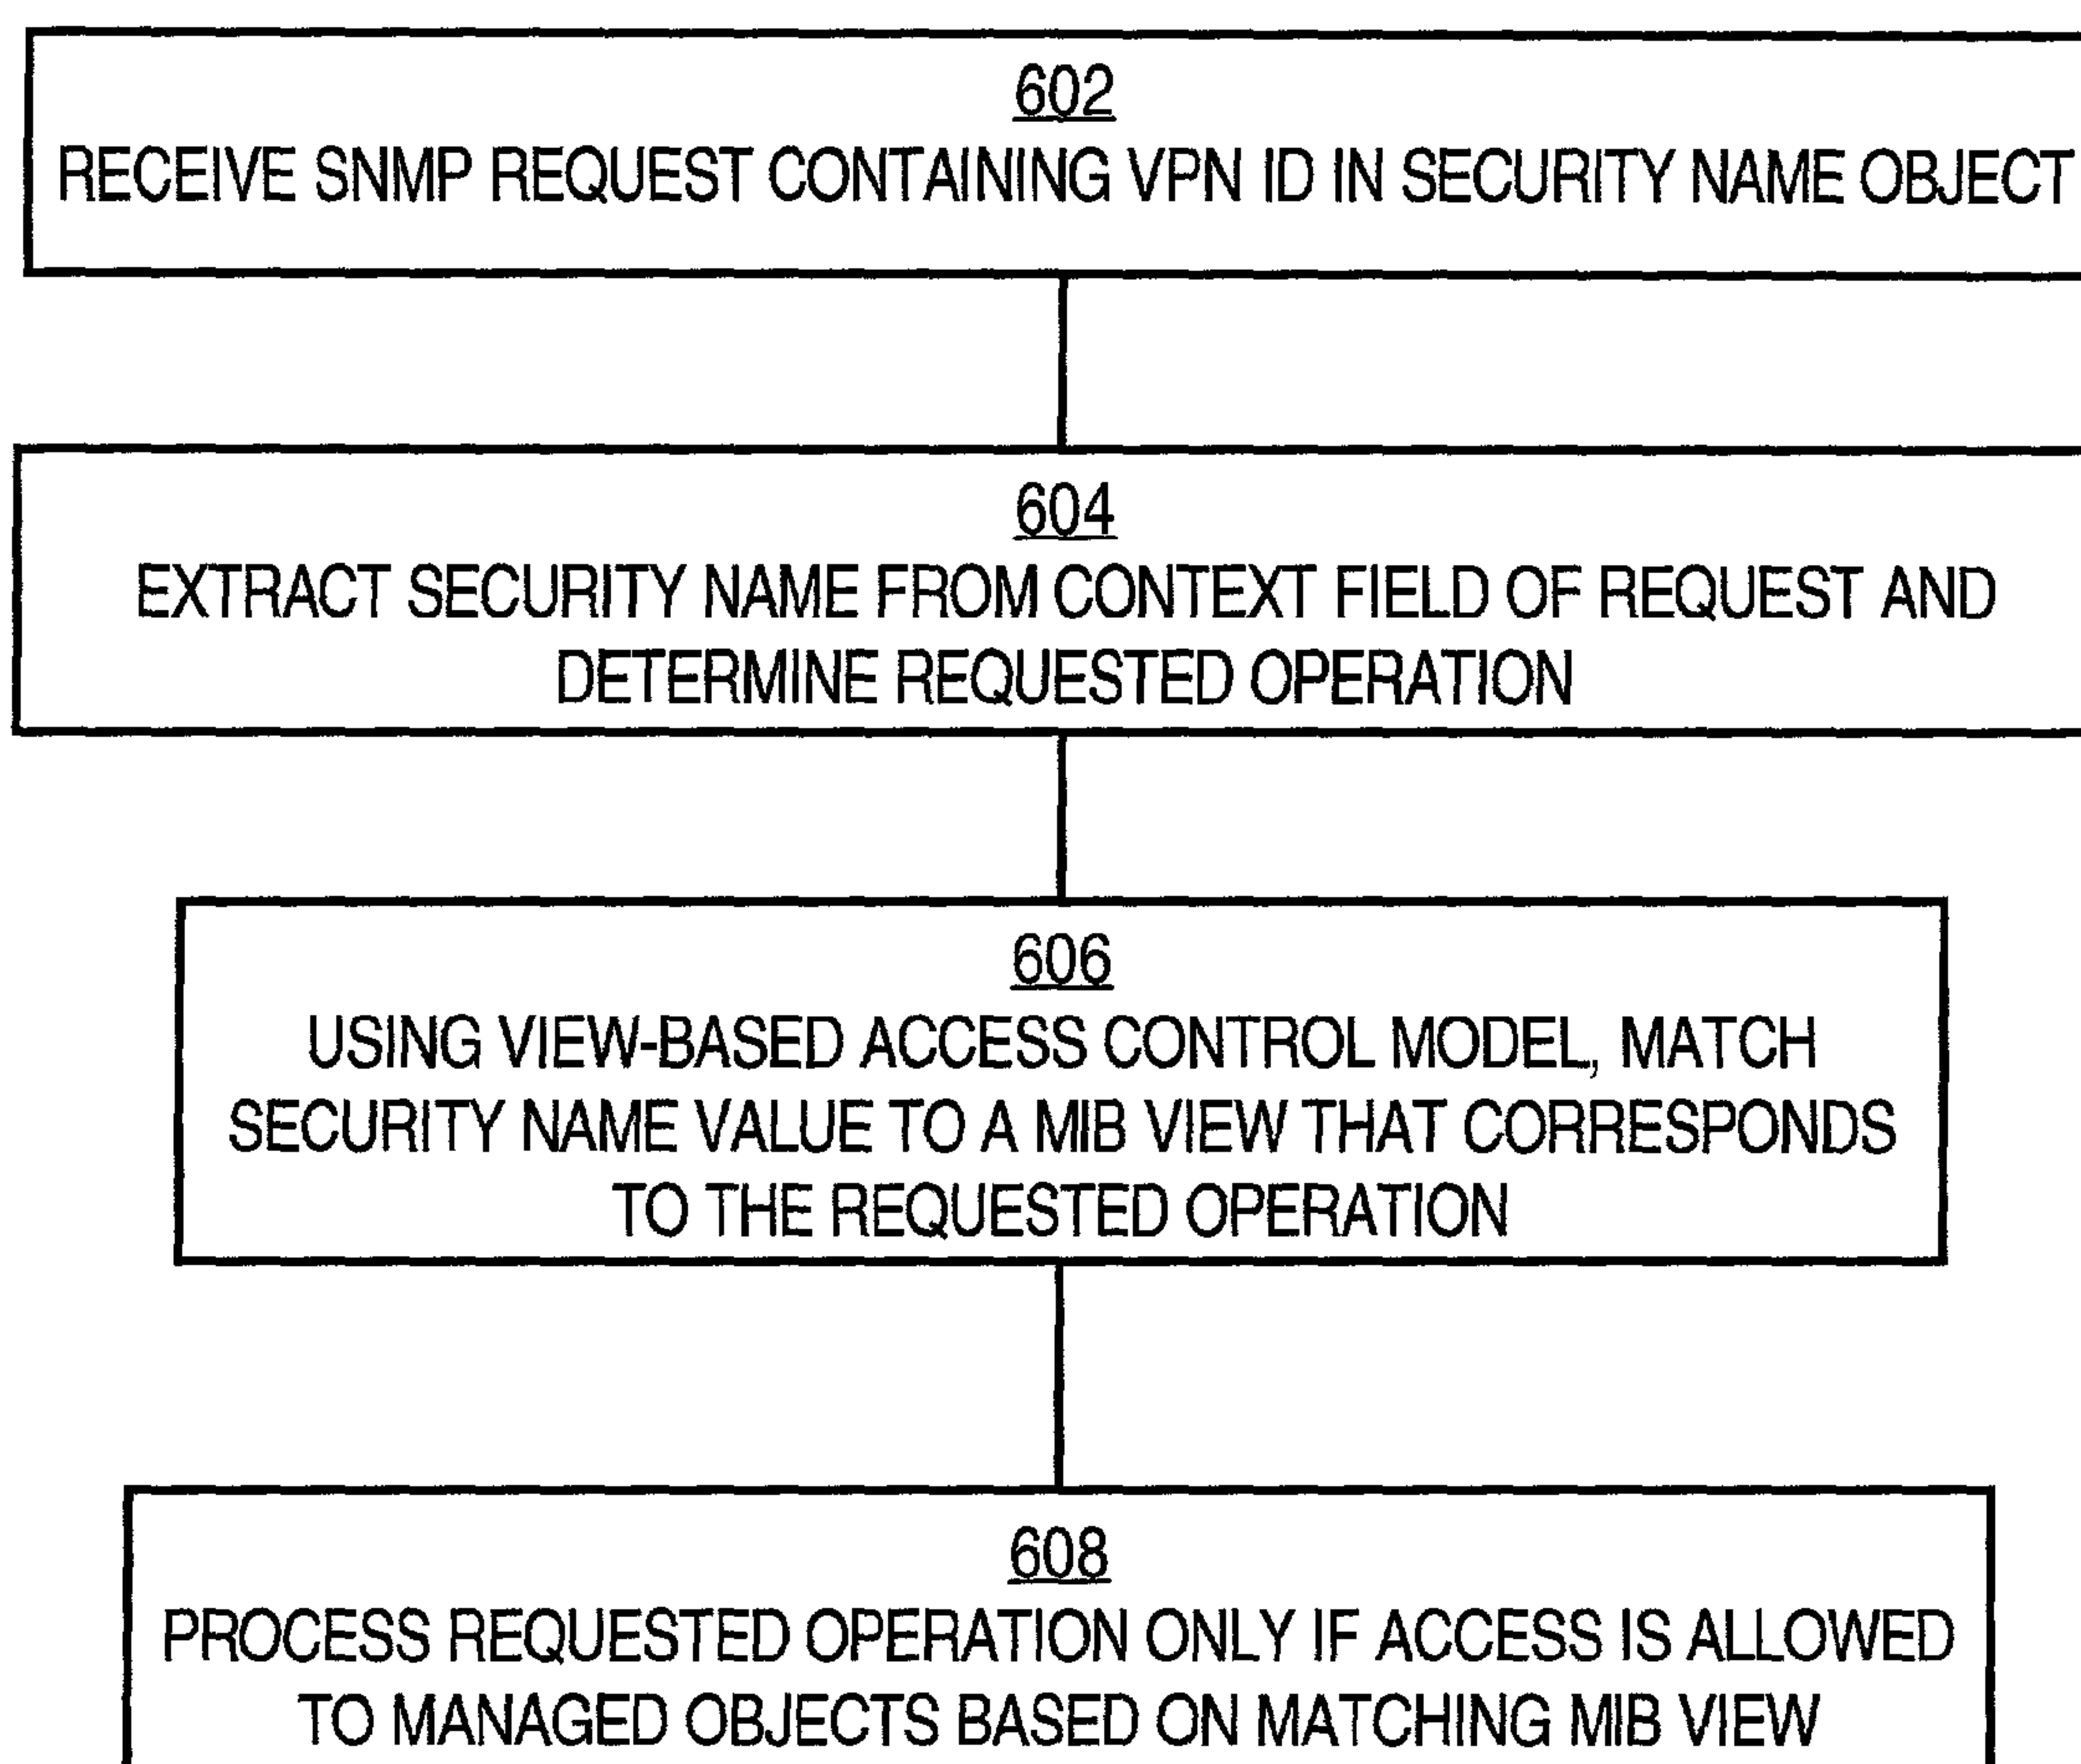 602
RECEIVE SNMP REQUEST CONTAINING VPN ID IN SECURITY NAME OBJECT
604
EXTRACT SECURITY NAME FROM CONTEXT FIELD OF REQUEST AND
DETERMINE REQUESTED OPERATION
606
USING VIEW-BASED ACCESS CONTROL MODEL, MATCH
SECURITY NAME VALUE TO A MIB VIEW THAT CORRESPONDS
TO THE REQUESTED OPERATION
608
PROCESS REQUESTED OPERATION ONLY IF ACCESS IS ALLOWED
TO MANAGED OBJECTS BASED ON MATCHING MIB VIEW